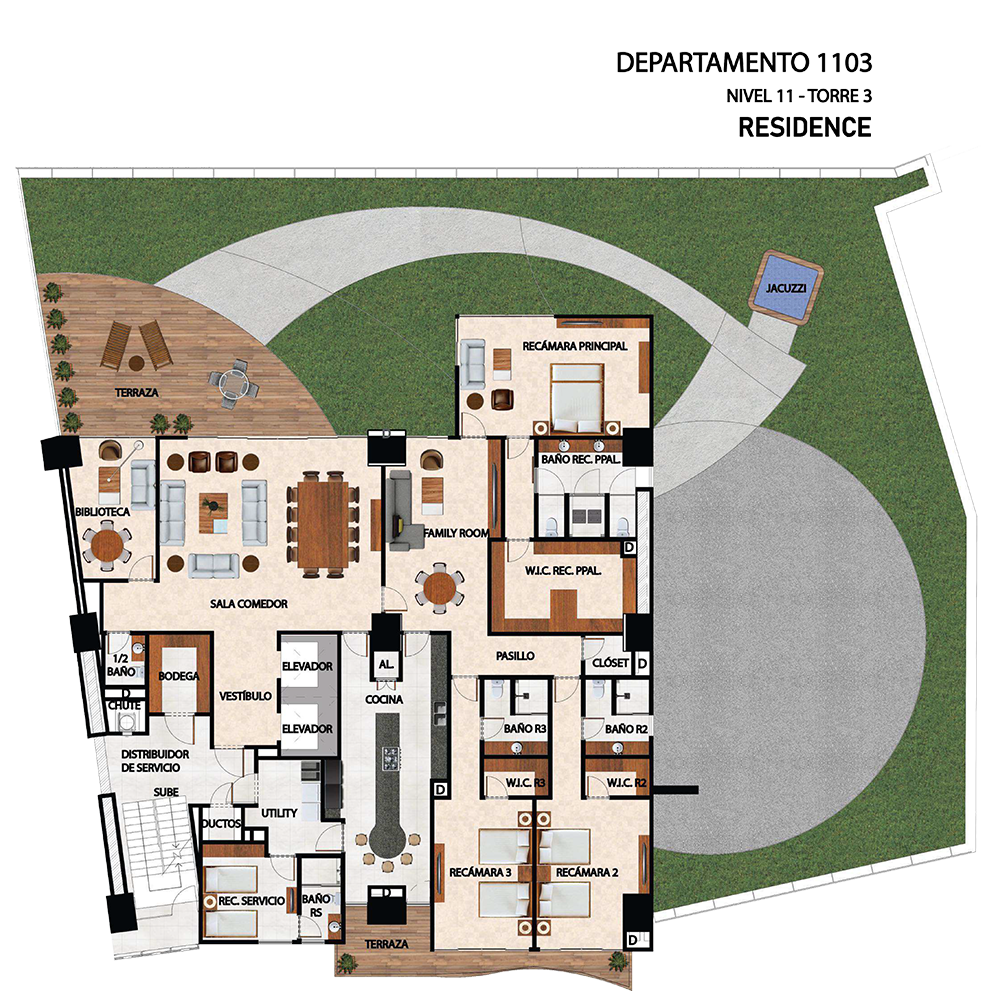 DEPARTAMENTO 1103
NIVEL 11 - TORRE 3
RESIDENCE
JACUZZI
RECÁMARA PRINCIPAL
TERRAZA
BAÑO REC. PPAL.
BIBLIOTECA
FAMILY ROOM
D
W.I.C. REC. PPAL.
SALA COMEDOR
PASILLO
CLÓSET
D
1/2
BAÑO
BODEGA
ELEVADOR
AL.
VESTÍBULO
COCINA
D
CHUTE
ELEVADOR
BAÑO R3
BAÑO R2
DISTRIBUIDOR
DE SERVICIO
SUBE
W.I.C. R3
W.I.C. R2
D
DUCTOS
UTILITY
RECÁMARA 3
RECÁMARA 2
REC. SERVICIO
BAÑO
RS
D
TERRAZA
D